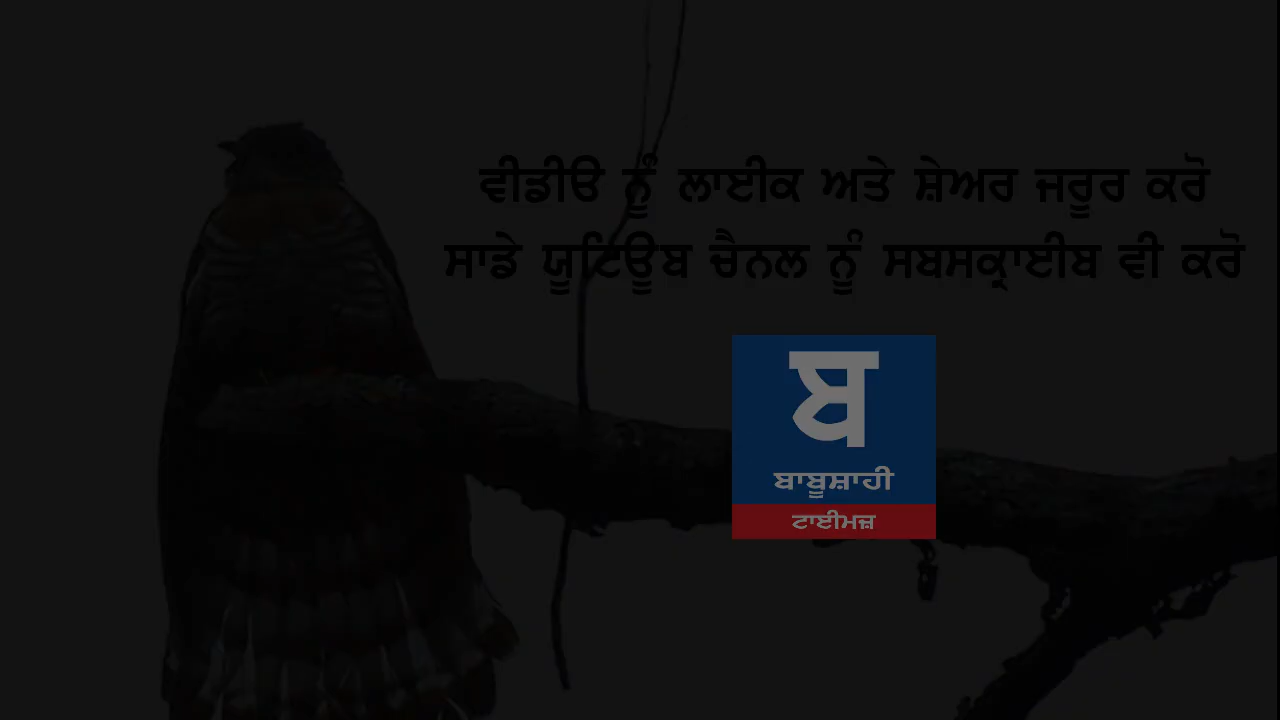 ਵੀਡੀੳ ਨੂੰ ਲਾਈਕ ਅਤੇ ਸ਼ੇਅਰ ਜਰੂਰ ਕਰੋ
ਸਾਡੇ ਯੂਟਿਊਬ ਚੈਨਲ ਨੂੰ ਸਬਸਕ੍ਰਾਈਬ ਵੀ ਕਰੋ
ਬ
ਬਾਬੂਸ਼ਾਹੀ
ਟਾਈਮਜ਼